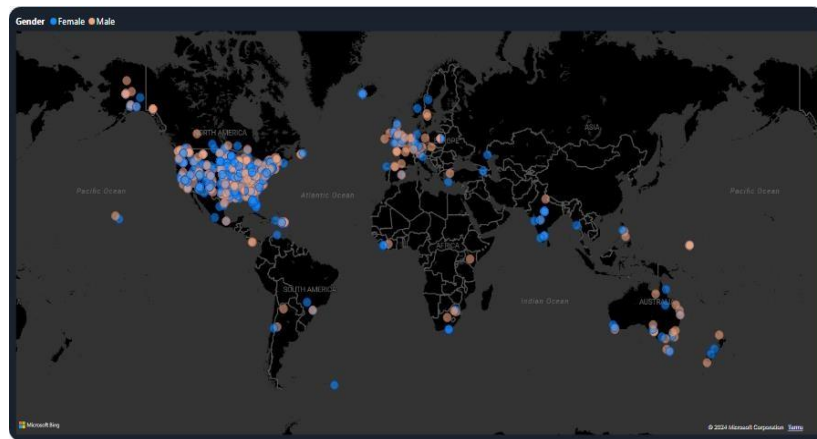 Gender Female Male
NORTH AMERICA
ASIA
Pacific Ocean
Atlantic Ocean
Pacific Ocean
AFRICA
SOUTH AMERICA
Indian Ocean
Microsoft Bing
© 2024 Microsoft Corporation Terms